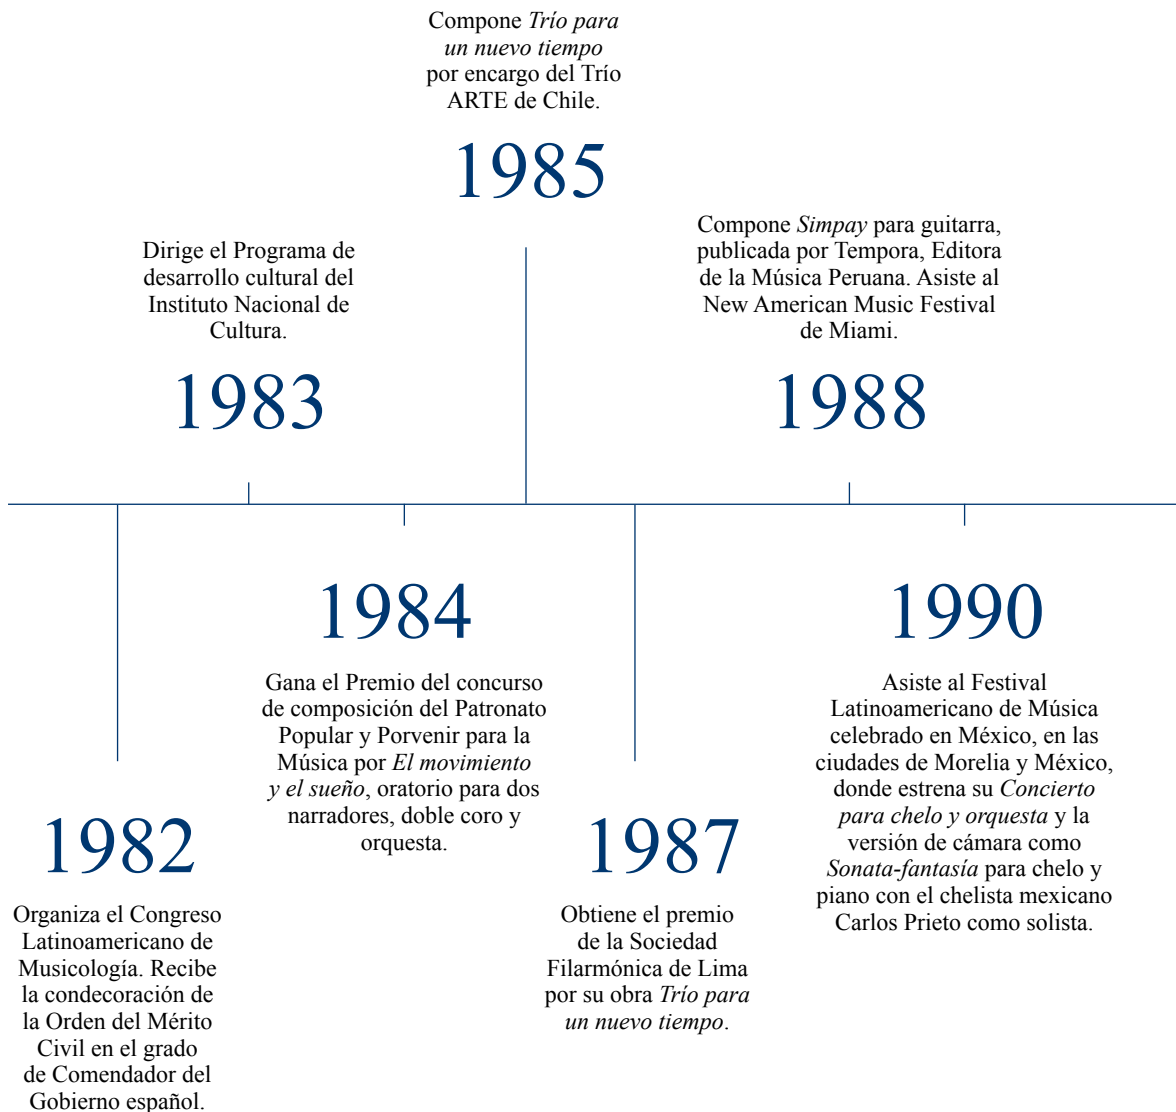 Compone Trío para
un nuevo tiempo
por encargo del Trío
ARTE de Chile.
1985
Dirige el Programa de
desarrollo cultural del
Instituto Nacional de
Cultura.
1983
Compone Simpay para guitarra,
publicada por Tempora, Editora
de la Música Peruana. Asiste al
New American Music Festival
de Miami.
1988
1982
Organiza el Congreso
Latinoamericano de
Musicología. Recibe
la condecoración de
la Orden del Mérito
Civil en el grado
de Comendador del
Gobierno español.
1984
Gana el Premio del concurso
de composición del Patronato
Popular y Porvenir para la
Música por El movimiento
y el sueño, oratorio para dos
narradores, doble coro y
orquesta.
1987
Obtiene el premio
de la Sociedad
Filarmónica de Lima
por su obra Trío para
un nuevo tiempo.
1990
Asiste al Festival
Latinoamericano de Música
celebrado en México, en las
ciudades de Morelia y México,
donde estrena su Concierto
para chelo y orquesta y la
versión de cámara como
Sonata-fantasía para chelo y
piano con el chelista mexicano
Carlos Prieto como solista.